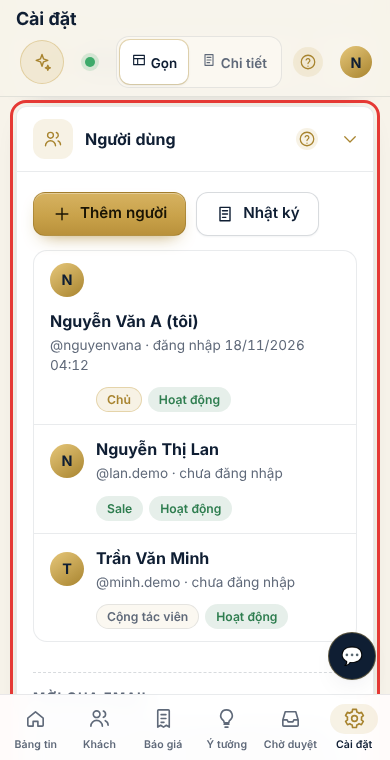 Cài đặt
Gọn
Chi tiết
N
Người dùng
Thêm người
Nhật ký
N
Nguyễn Văn A (tôi)
@nguyenvana · đăng nhập 18/11/2026
04:12
Chủ
Hoạt động
N
Nguyễn Thị Lan
@lan.demo · chưa đăng nhập
Sale
Hoạt động
T
Trần Văn Minh
@minh.demo · chưa đăng nhập
Cộng tác viên
Hoạt động
Bảng tin
Khách
Báo giá
Ý tưởng
Chờ duyệt
Cài đặt